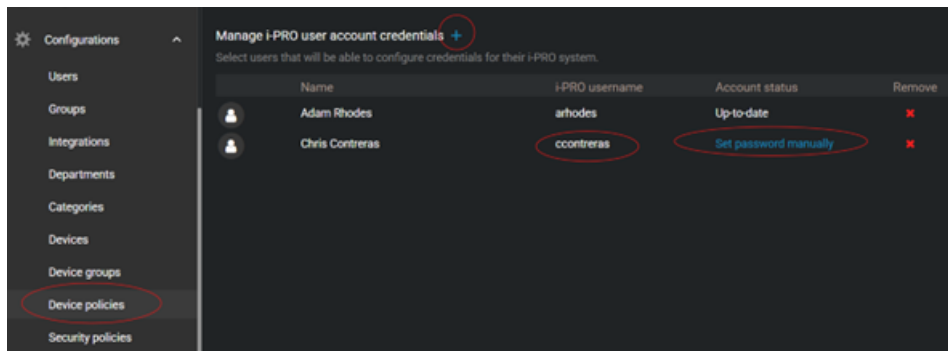 Configurations
Users
Groups
Integrations
Departments
Categories
Devices
Device groups
Device policies
Security policies
Manage i-PRO user account credentials +
Select users that will be able to configure credentials for their i-PRO system.
Name i-PRO username Account status Remove
Adam Rhodes arhodes Up-to-date
Chris Contreras ccontreras Set password manually